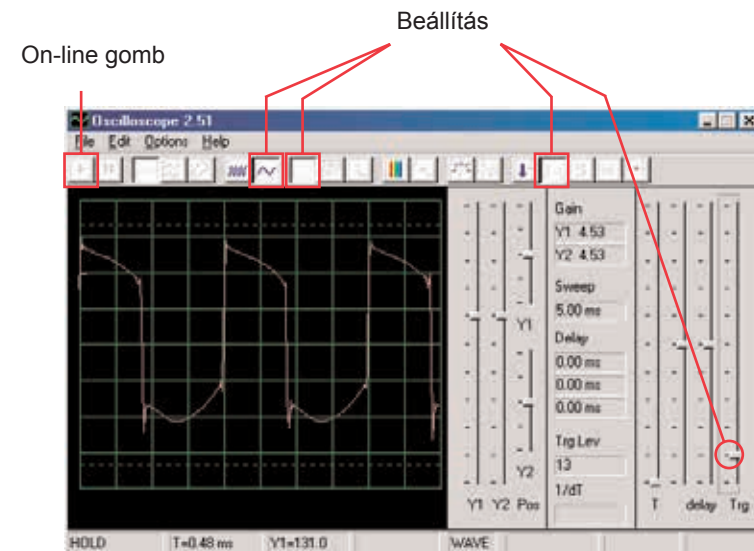 Beállítás
On-line gomb
Oscilloscope 2.51
File Edit Options Help
Gain
Y1 4.53
Y2 4.53
Sweep
5.00 ms
Delay
0.00 ms
0.00 ms
0.00 ms
Trg Lev
13
1/dT
Y1
Y2
Y1 Y2 Pos
T delay Trg
HOLD T=0.48 ms Y1=131.0 WAVE